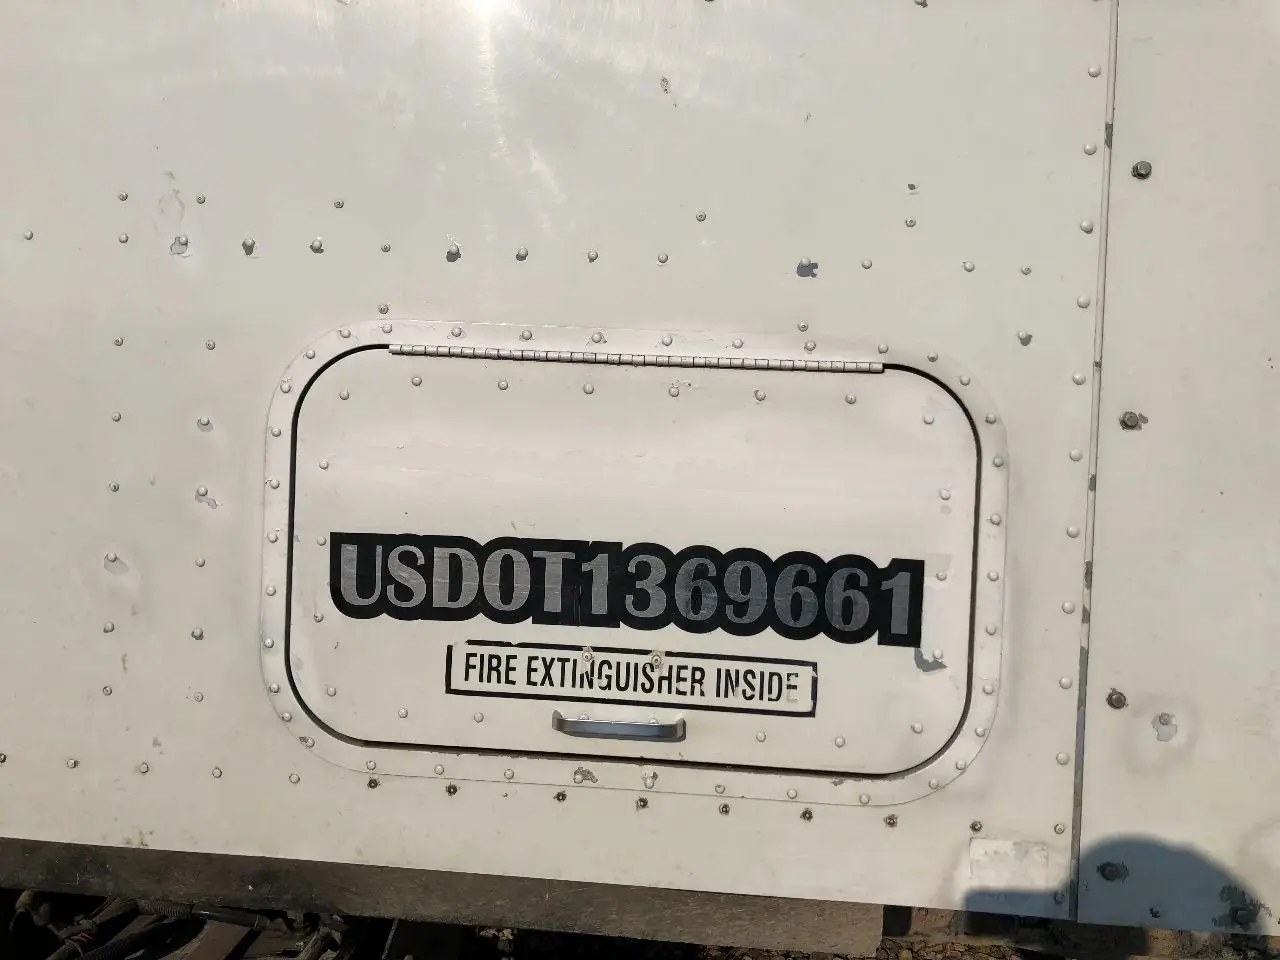 USDOT1369661
FIRE EXTINGUISHER INSIDE